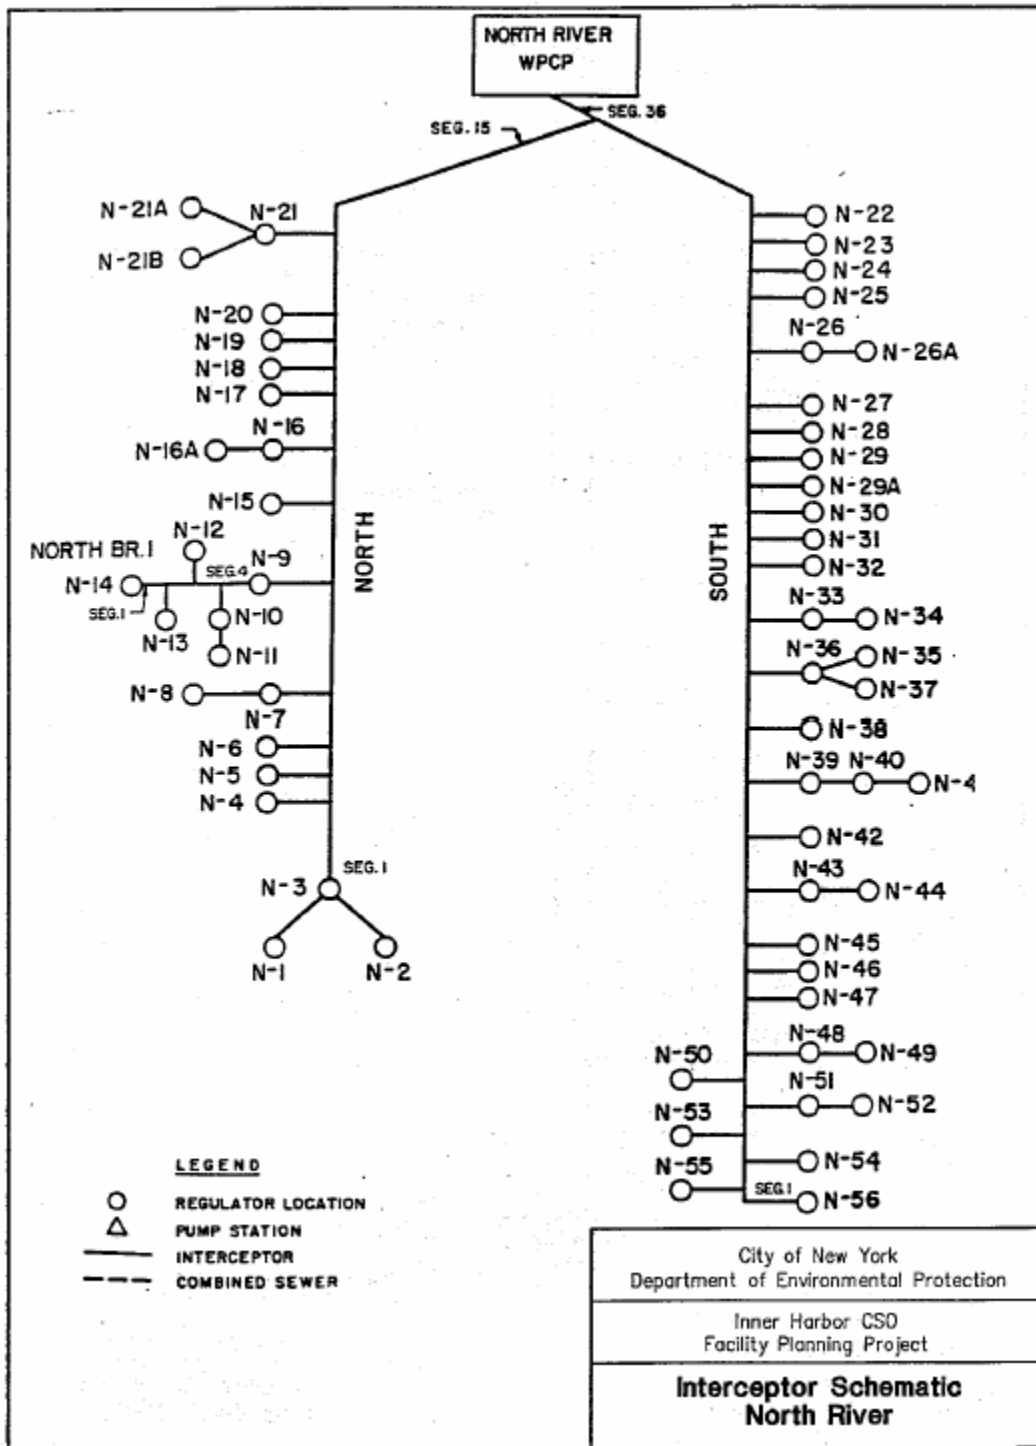 NORTH RIVER
WPCP
SEG. 36
SEG. 15
N-21A
N-21
N-21B
N-20
N-19
N-18
N-17
N-16
N-16A
N-15
N-12
NORTH BR. 1
N-9
SEG. 4
N-14
SEG. 1
N-10
N-13
N-11
N-8
N-7
N-6
N-5
N-4
SEG. 1
N-3
N-1
N-2
NORTH
SOUTH
N-22
N-23
N-24
N-25
N-26
N-26A
N-27
N-28
N-29
N-29A
N-30
N-31
N-32
N-33
N-34
N-36
N-35
N-37
N-38
N-39
N-40
N-4
N-42
N-43
N-44
N-45
N-46
N-47
N-48
N-50
N-49
N-51
N-52
N-53
N-54
N-55
SEG. 1
N-56
LEGEND
REGULATOR LOCATION
PUMP STATION
INTERCEPTOR
COMBINED SEWER
City of New York
Department of Environmental Protection
Inner Harbor CSO
Facility Planning Project
Interceptor Schematic
North River